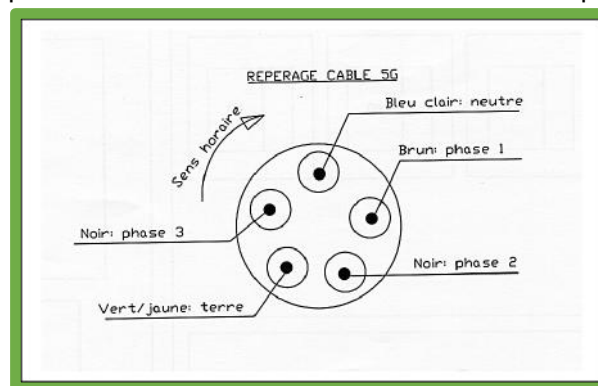 REPERAGE CABLE 5G
Sens horaire
Bleu clair: neutre
Brun: phase 1
Noir: phase 3
Noir: phase 2
Vert/jaune: terre